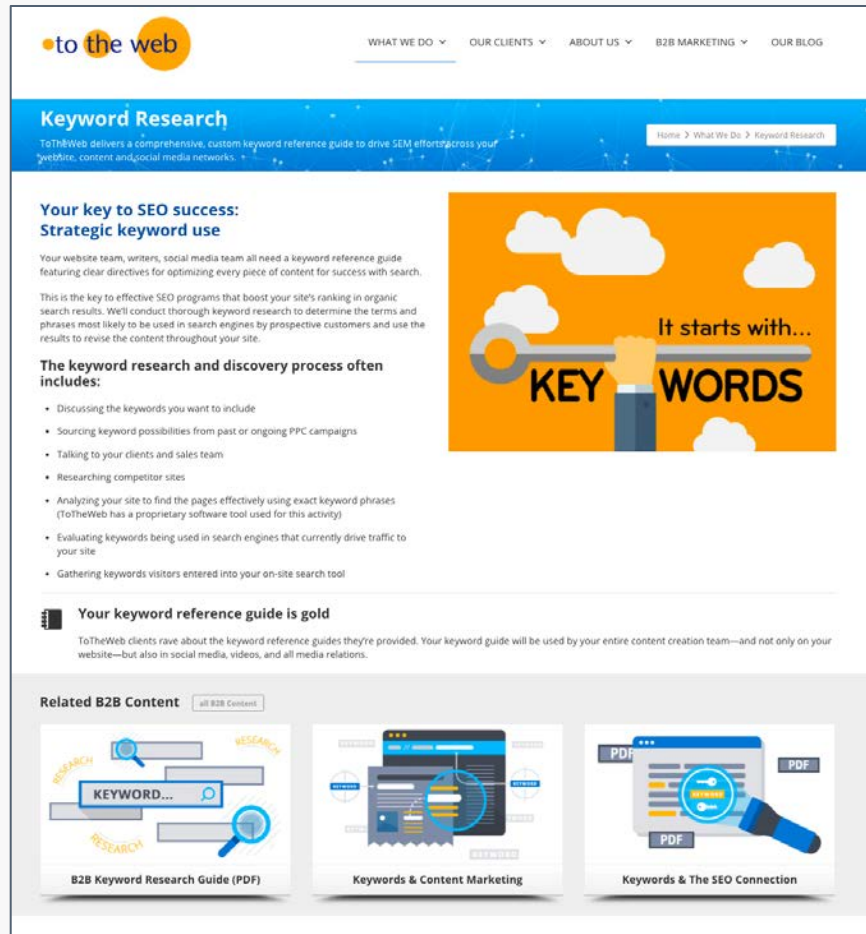 to the web
WHAT WE DO
OUR CLIENTS
ABOUT US
B2B MARKETING
OUR BLOG
Keyword Research
ToTheWeb delivers a comprehensive, custom keyword reference guide to drive SEM efforts across your
website, content and social media networks.
Home > What We Do > Keyword Research
Your key to SEO success:
Strategic keyword use
Your website team, writers, social media team all need a keyword reference guide
featuring clear directives for optimizing every piece of content for success with search.
This is the key to effective SEO programs that boost your site's ranking in organic
search results. We'll conduct thorough keyword research to determine the terms and
phrases most likely to be used in search engines by prospective customers and use the
results to revise the content throughout your site.
The keyword research and discovery process often
includes:
• Discussing the keywords you want to include
• Sourcing keyword possibilities from past or ongoing PPC campaigns
• Talking to your clients and sales team
• Researching competitor sites
• Analyzing your site to find the pages effectively using exact keyword phrases
(ToTheWeb has a proprietary software tool used for this activity)
• Evaluating keywords being used in search engines that currently drive traffic to
your site
• Gathering keywords visitors entered into your on-site search tool
It starts with...
KEY WORDS
Your keyword reference guide is gold
ToTheWeb clients rave about the keyword reference guides they're provided. Your keyword guide will be used by your entire content creation team—and not only on your
website—but also in social media, videos, and all media relations.
Related B2B Content
all B2B Content
RESEARCH
RESEARCH
KEYWORD...
RESEARCH
B2B Keyword Research Guide (PDF)
KEYWORD
KEYWORD
KEYWORD
KEYWORD
Keywords & Content Marketing
PDF
PDF
KEYWORD
PDF
Keywords & The SEO Connection